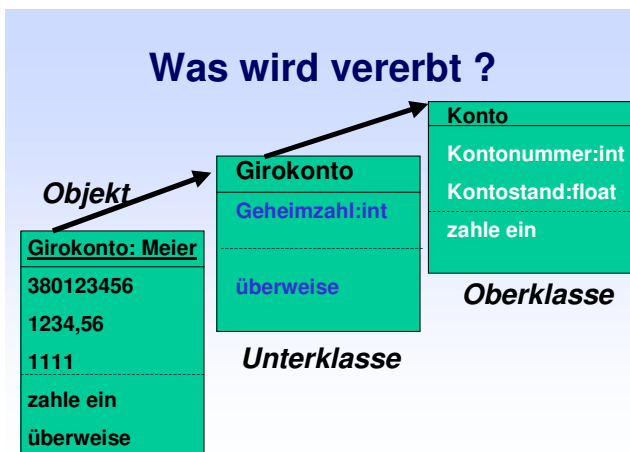 Was wird vererbt ?
Objekt
Girokonto: Meier
380123456
1234,56
1111
zahle ein
überweise
Girokonto
Geheimzahl:int
überweise
Unterklasse
Konto
Kontonummer:int
Kontostand:float
zahle ein
Oberklasse